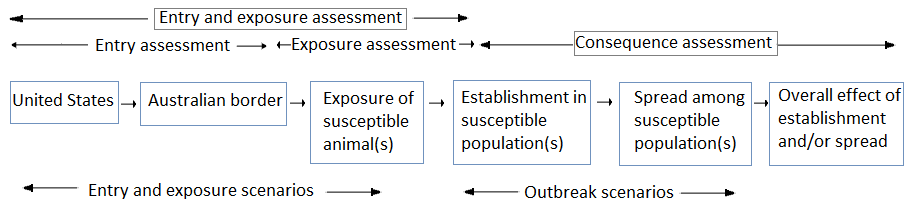 Entry and exposure assessment
Entry assessment
Exposure assessment
Consequence assessment
United States
Australian border
Exposure of
susceptible
animal(s)
Establishment in
susceptible
population(s)
Spread among
susceptible
population(s)
Overall effect of
establishment
and/or spread
Entry and exposure scenarios
Outbreak scenarios